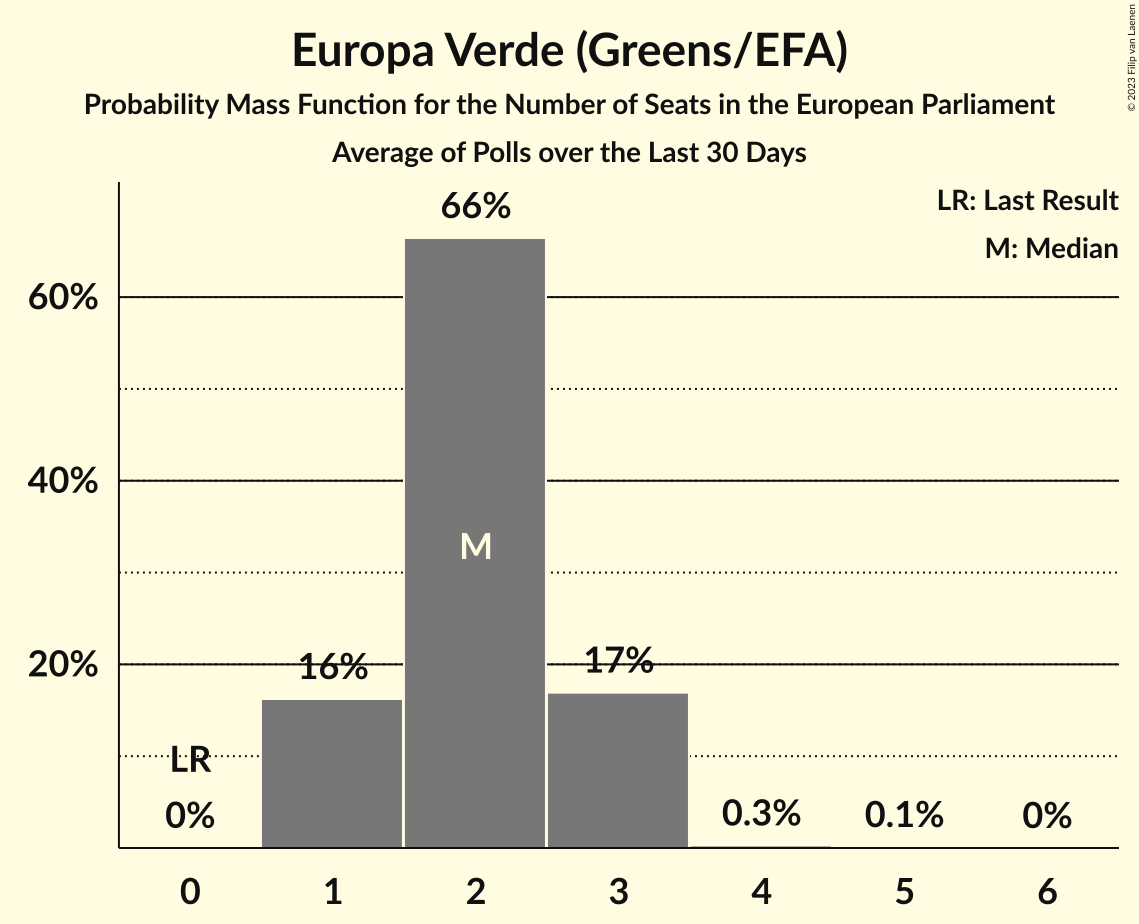 Europa Verde (Greens/EFA)
Probability Mass Function for the Number of Seats in the European Parliament
Average of Polls over the Last 30 Days
© 2023 Filip van Laenen
LR: Last Result
M: Median
66%
60%
40%
M
20%
16%
17%
LR
0%
0.3%
0.1%
0%
0 1 2 3 4 5 6